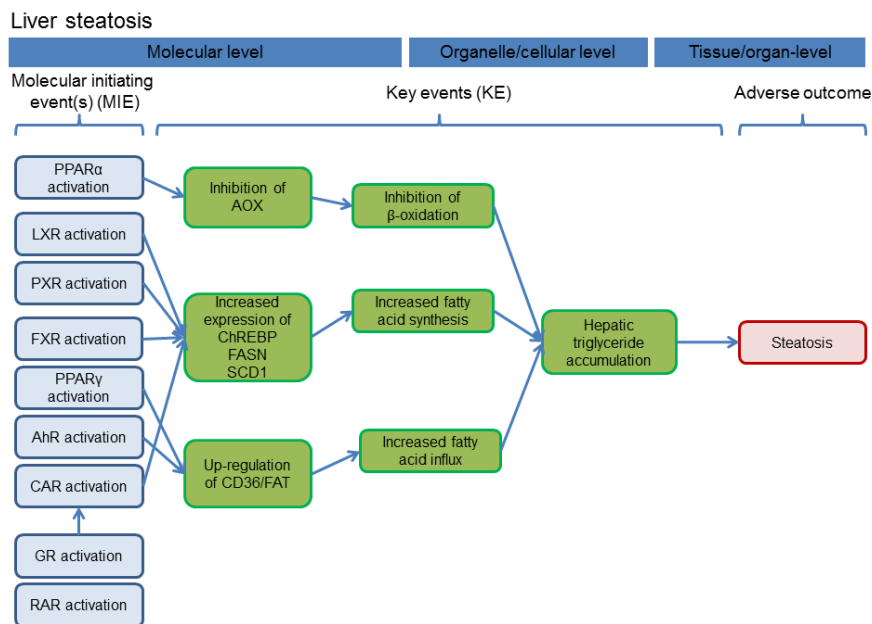 Liver steatosis
Molecular level
Organelle/cellular level
Tissue/organ-level
Molecular initiating
event(s) (MIE)
Key events (KE)
Adverse outcome
PPARα
activation
LXR activation
PXR activation
FXR activation
PPARγ
activation
AhR activation
CAR activation
GR activation
RAR activation
Inhibition of
AOX
Increased
expression of
ChREBP
FASN
SCD1
Up-regulation
of CD36/FAT
Inhibition of
β-oxidation
Increased fatty
acid synthesis
Increased fatty
acid influx
Hepatic
triglyceride
accumulation
Steatosis